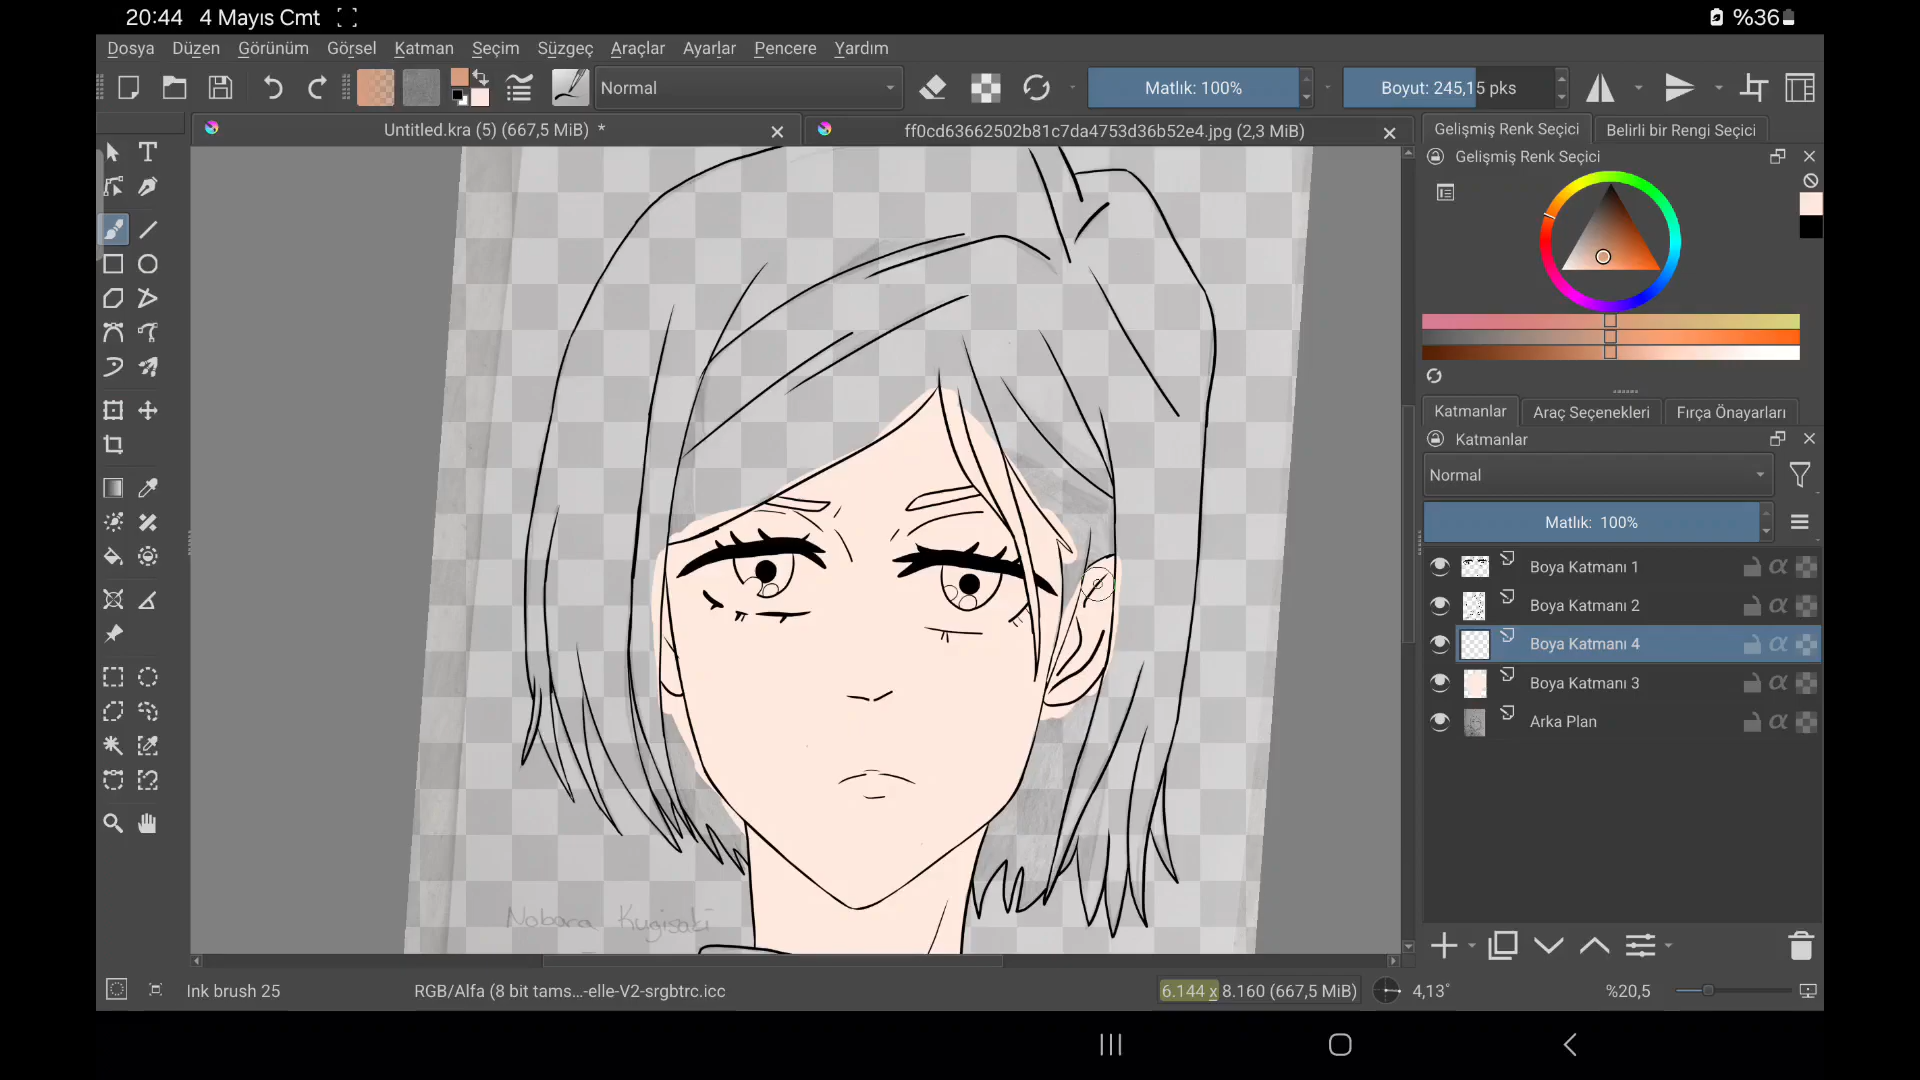 20:44 4 Mayıs Cmt %36
Dosya Düzen Görünüm Görsel Katman Seçim Süzgeç Araçlar Ayarlar Pencere Yardım
Normal Matlık: 100% Boyut: 245,15 pks
Untitled.kra (5) (667,5 MiB) * ff0cd63662502b81c7da4753d36b52e4.jpg (2,3 MiB)
Gelişmiş Renk Seçici Belirli bir Rengi Seçici
Gelişmiş Renk Seçici
Katmanlar Araç Seçenekleri Fırça Önayarları
Katmanlar
Normal
Matlık: 100%
Boya Katmanı 1
Boya Katmanı 2
Boya Katmanı 4
Boya Katmanı 3
Arka Plan
Nobara Kugisaki
Ink brush 25 RGB/Alfa (8 bit tams...-elle-V2-srgbtrc.icc 6.144 x 8.160 (667,5 MiB) 4,13° %20,5